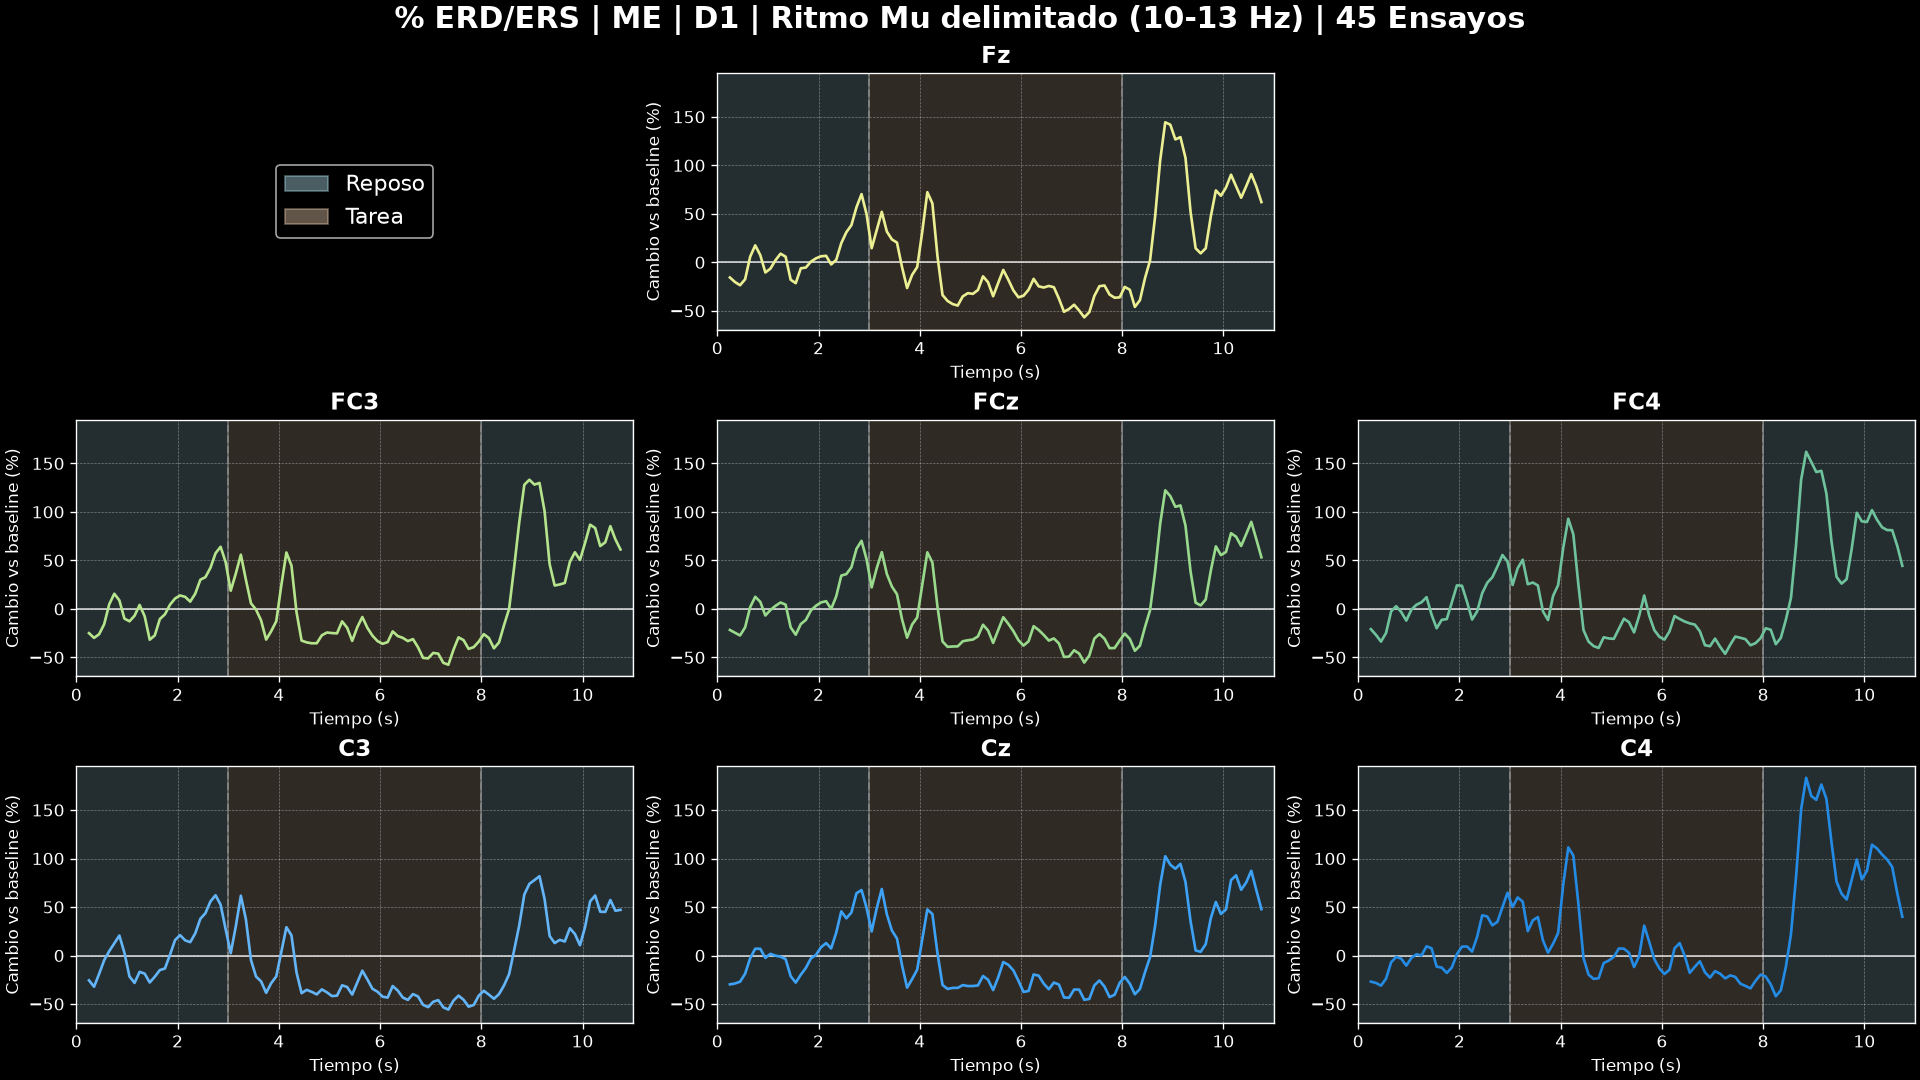 % ERD/ERS | ME | D1 | Ritmo Mu delimitado (10-13 Hz) | 45 Ensayos
Reposo
Tarea
Fz
Cambio vs baseline (%)
150
100
50
0
−50
0 2 4 6 8 10
Tiempo (s)
FC3
Cambio vs baseline (%)
150
100
50
0
−50
0 2 4 6 8 10
Tiempo (s)
FCz
Cambio vs baseline (%)
150
100
50
0
−50
0 2 4 6 8 10
Tiempo (s)
FC4
Cambio vs baseline (%)
150
100
50
0
−50
0 2 4 6 8 10
Tiempo (s)
C3
Cambio vs baseline (%)
150
100
50
0
−50
0 2 4 6 8 10
Tiempo (s)
Cz
Cambio vs baseline (%)
150
100
50
0
−50
0 2 4 6 8 10
Tiempo (s)
C4
Cambio vs baseline (%)
150
100
50
0
−50
0 2 4 6 8 10
Tiempo (s)